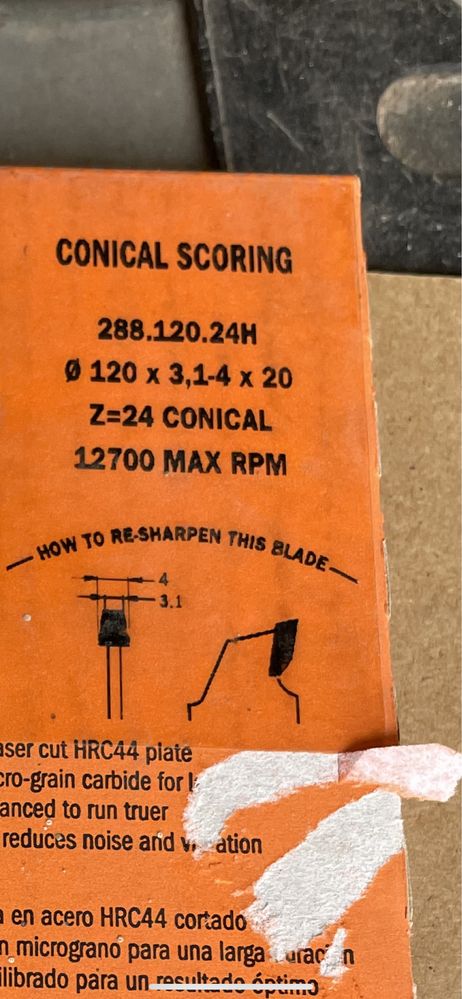 CONICAL SCORING
288.120.24H
Ø 120 x 3,1-4 x 20
Z=24 CONICAL
12700 MAX RPM
HOW TO RE-SHARPEN THIS BLADE
4
3.1
aser cut HRC44 plate
cro-grain carbide for
anced to run truer
reduces noise and
en acero HRC44 cortado
n micrograno para una larga
ilibrado para un resultado óptimo